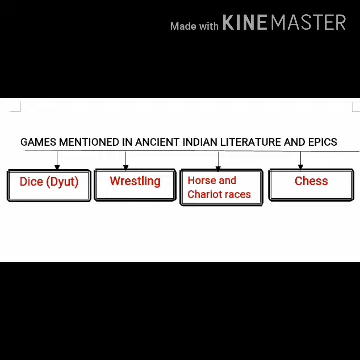 Made with KINEMASTER
GAMES MENTIONED IN ANCIENT INDIAN LITERATURE AND EPICS
Dice (Dyut)
Wrestling
Horse and
Chariot races
Chess